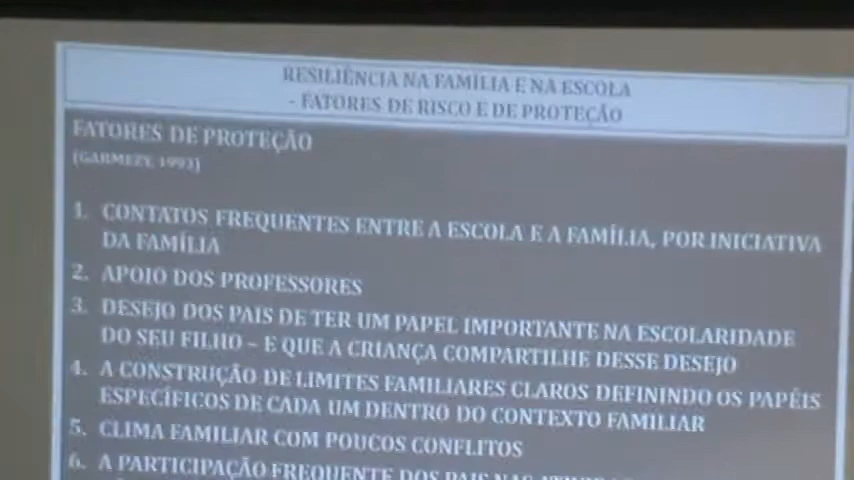 RESILIÊNCIA NA FAMÍLIA E NA ESCOLA
- FATORES DE RISCO E DE PROTEÇÃO
FATORES DE PROTEÇÃO
(GARMEZY, 1993)
1. CONTATOS FREQUENTES ENTRE A ESCOLA E A FAMÍLIA, POR INICIATIVA
DA FAMÍLIA
2. APOIO DOS PROFESSORES
3. DESEJO DOS PAIS DE TER UM PAPEL IMPORTANTE NA ESCOLARIDADE
DO SEU FILHO – E QUE A CRIANÇA COMPARTILHE DESSE DESEJO
4. A CONSTRUÇÃO DE LIMITES FAMILIARES CLAROS DEFININDO OS PAPÉIS
ESPECÍFICOS DE CADA UM DENTRO DO CONTEXTO FAMILIAR
5. CLIMA FAMILIAR COM POUCOS CONFLITOS
6. A PARTICIPAÇÃO FREQUENTE DOS PAIS NAS